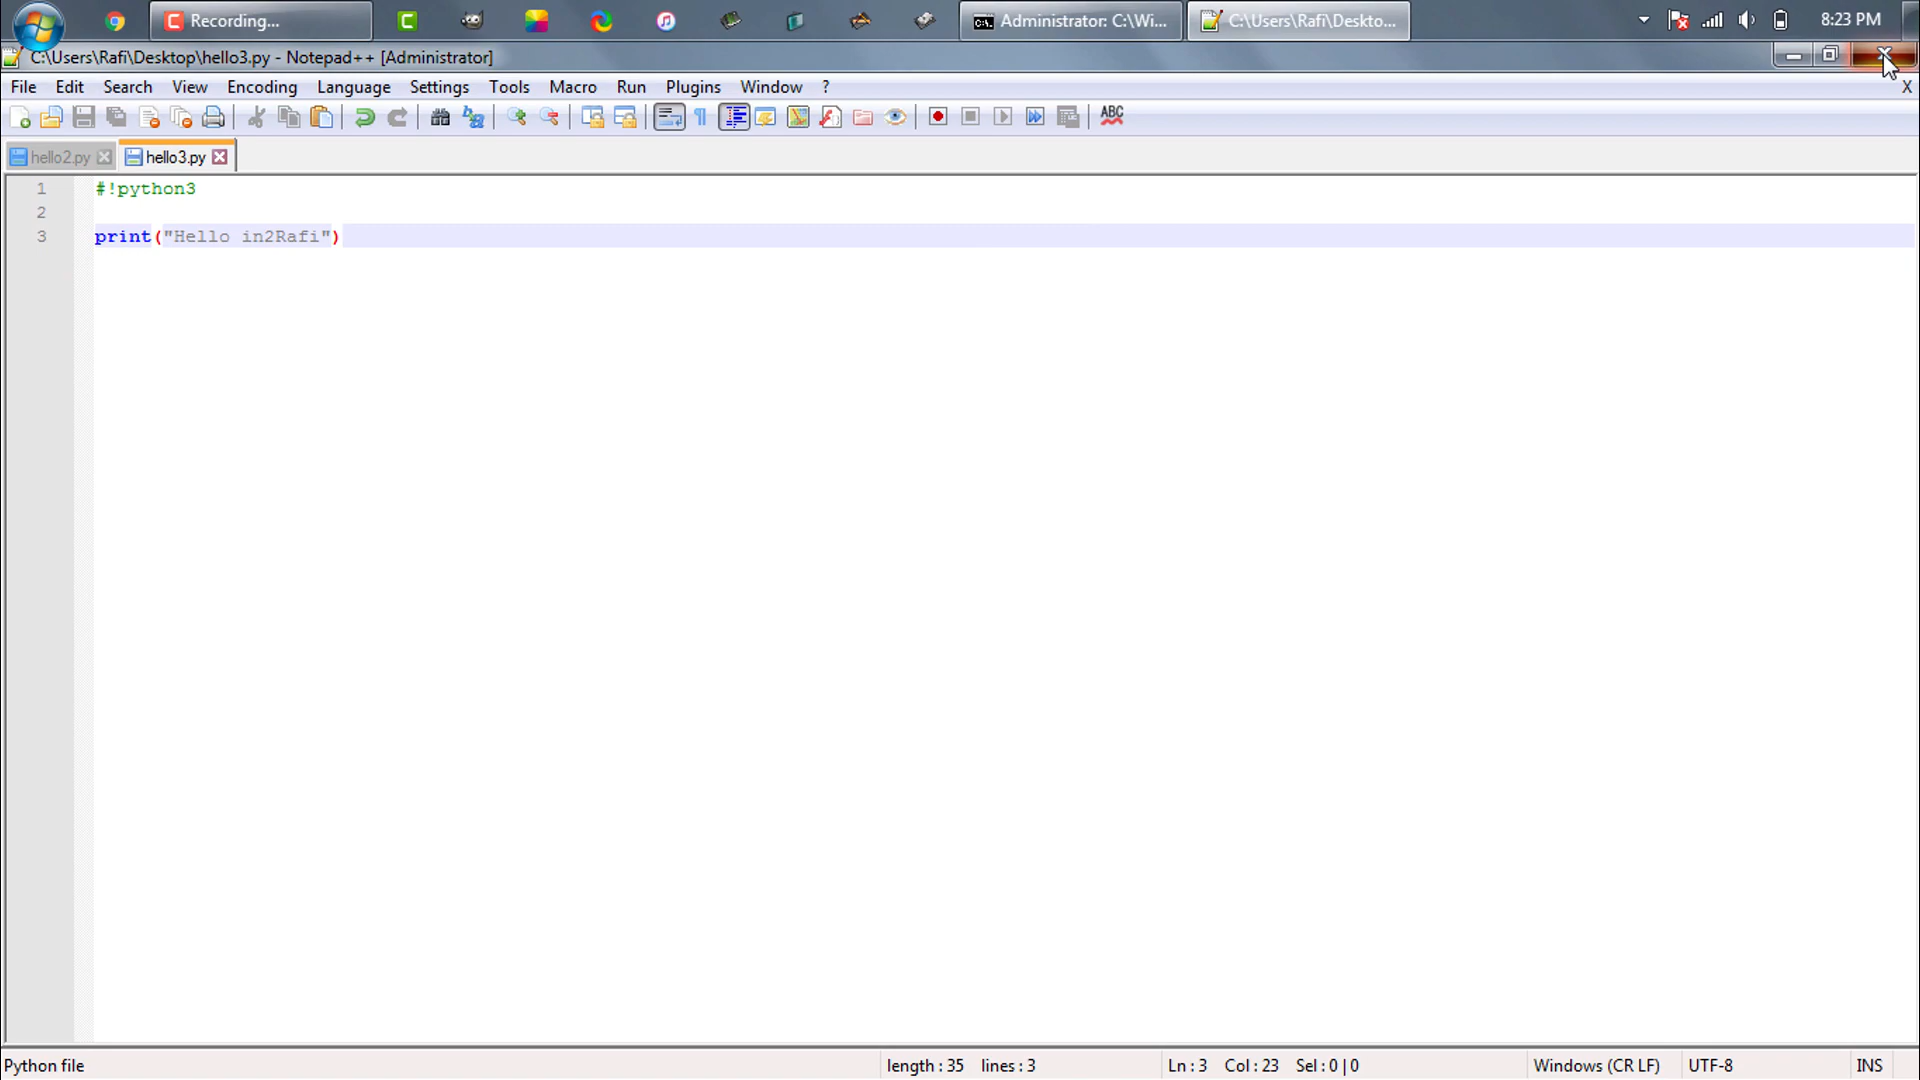 Recording...
Administrator: C:\Wi...
C:\Users\Rafi\Deskto...
8:23 PM
C:\Users\Rafi\Desktop\hello3.py - Notepad++ [Administrator]
File Edit Search View Encoding Language Settings Tools Macro Run Plugins Window ?
X
ABC
hello2.py hello3.py
1 #!python3
2
3 print("Hello in2Rafi")
Python file length : 35 lines : 3 Ln : 3 Col : 23 Sel : 0 | 0 Windows (CR LF) UTF-8 INS